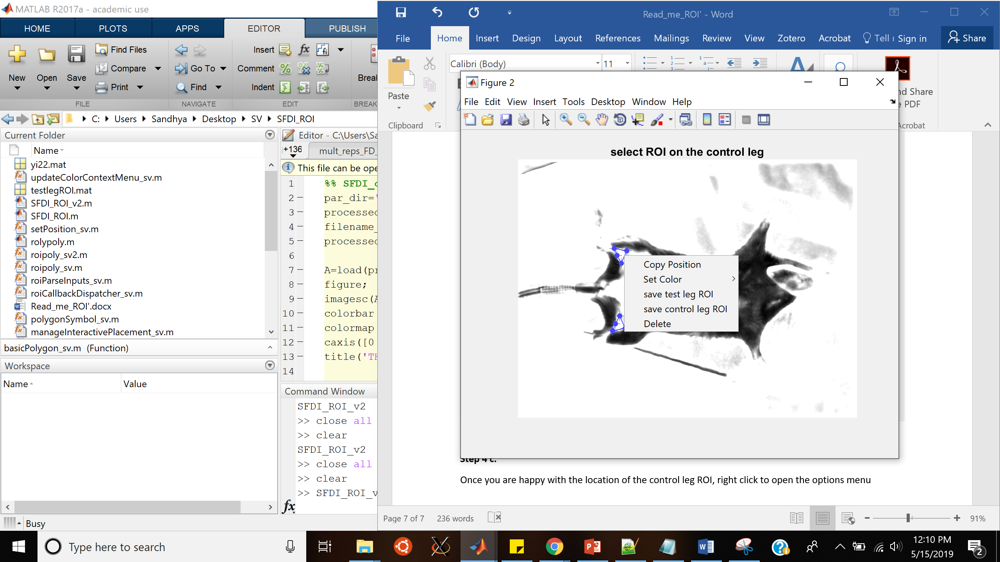 MATLAB R2017a - academic use
HOME PLOTS APPS EDITOR PUBLISH
New Open Save
Find Files
Compare
Print
FILE
Go To
Find
NAVIGATE
Insert
Comment
Indent
EDIT
C: Users Sandhya Desktop SV SFDI_ROI
Current Folder
Name
yi22.mat
updateColorContextMenu_sv.m
testlegROI.mat
SFDI_ROI_v2.m
SFDI_ROI.m
setPosition_sv.m
rolypoly.m
roipoly_sv2.m
roipoly_sv.m
roiParseInputs_sv.m
roiCallbackDispatcher_sv.m
Read_me_ROI'.docx
polygonSymbol_sv.m
manageInteractivePlacement_sv.m
basicPolygon_sv.m (Function)
Workspace
Name Value
Busy
Editor - C:\Users\Sa
+136 mult_reps_FD_
This file can be ope
1 %% SFDI_
2 par_dir='
3 processed
4 filename_
5 processed
6
7 A=load(pr
8 figure;
9 imagesc(A
10 colorbar
11 colormap
12 caxis([0
13 title('TH
14
Command Window
SFDI_ROI_v2
>> close all
>> clear
SFDI_ROI_v2
>> close all
>> clear
>> SFDI_ROI_v
fx
Read_me_ROI' - Word
File Home Insert Design Layout References Mailings Review View Zotero Acrobat Tell Sign in Share
Paste
Clipboard
Calibri (Body) 11
nd Share
PDF
Acrobat
Figure 2
File Edit View Insert Tools Desktop Window Help
select ROI on the control leg
Copy Position
Set Color
save test leg ROI
save control leg ROI
Delete
Step 4 c.
Once you are happy with the location of the control leg ROI, right click to open the options menu
Page 7 of 7 236 words 91%
Type here to search
12:10 PM
5/15/2019
2